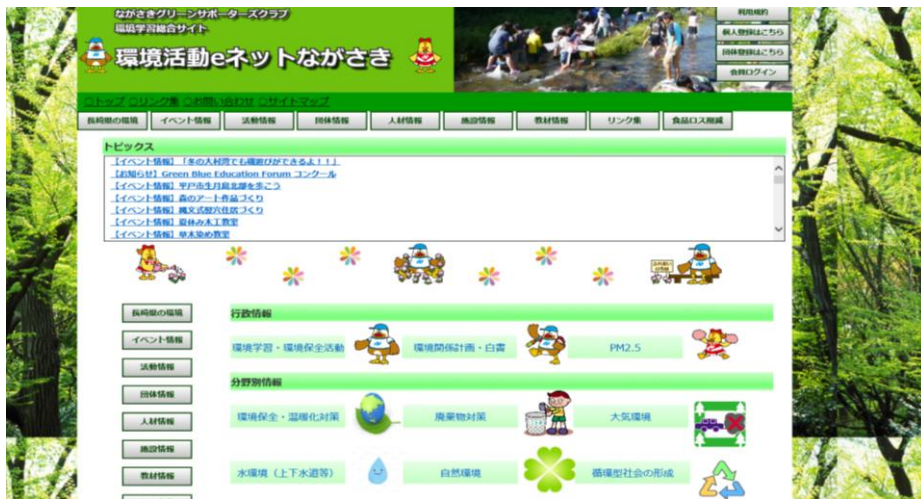 ながさきグリーンサポーターズクラブ
環境学習総合サイト
環境活動eネットながさき
利用規約
個人登録はこちら
団体登録はこちら
会員ログイン
○トップ ○リンク集 ○お問い合わせ ○サイトマップ
長崎県の環境 イベント情報 活動情報 団体情報 人材情報 施設情報 教材情報 リンク集 食品ロス削減
トピックス
【イベント情報】「冬の大村湾でも磯遊びができるよ！！」
【お知らせ】Green Blue Education Forum コンクール
【イベント情報】平戸市生月島北部を歩こう
【イベント情報】森のアート作品づくり
【イベント情報】縄文式竪穴住居づくり
【イベント情報】夏休み木工教室
【イベント情報】草木染め教室
長崎県の環境
イベント情報
活動情報
団体情報
人材情報
施設情報
教材情報
行政情報
環境学習・環境保全活動 環境関係計画・白書 PM2.5
分野別情報
環境保全・温暖化対策 廃棄物対策 大気環境
水環境（上下水道等） 自然環境 循環型社会の形成